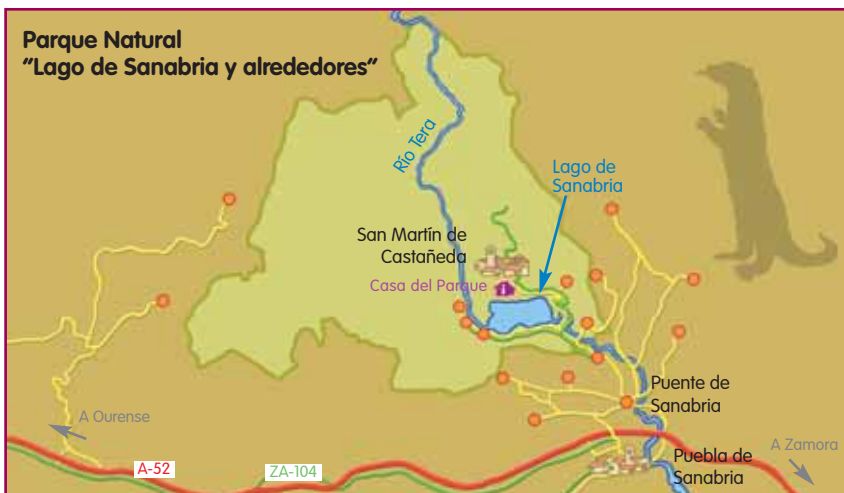 Parque Natural
“Lago de Sanabria y alrededores“
Río Tera
Lago de
Sanabria
San Martín de
Castañeda
Casa del Parque
i
Puente de
Sanabria
A Ourense
A-52
ZA-104
Puebla de
Sanabria
A Zamora